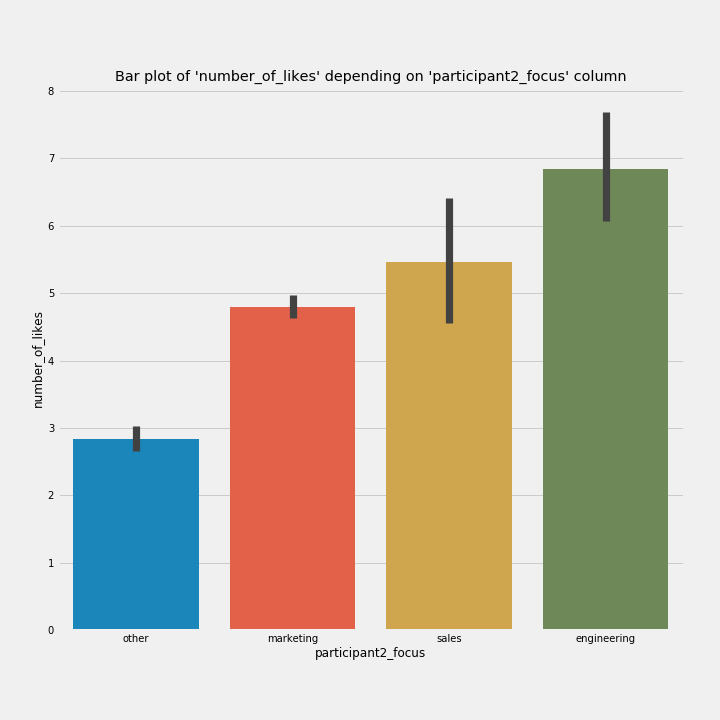 Bar plot of 'number_of_likes' depending on 'participant2_focus' column
8
7
6
5
4
3
2
1
0
number_of_likes
other
marketing
sales
engineering
participant2_focus